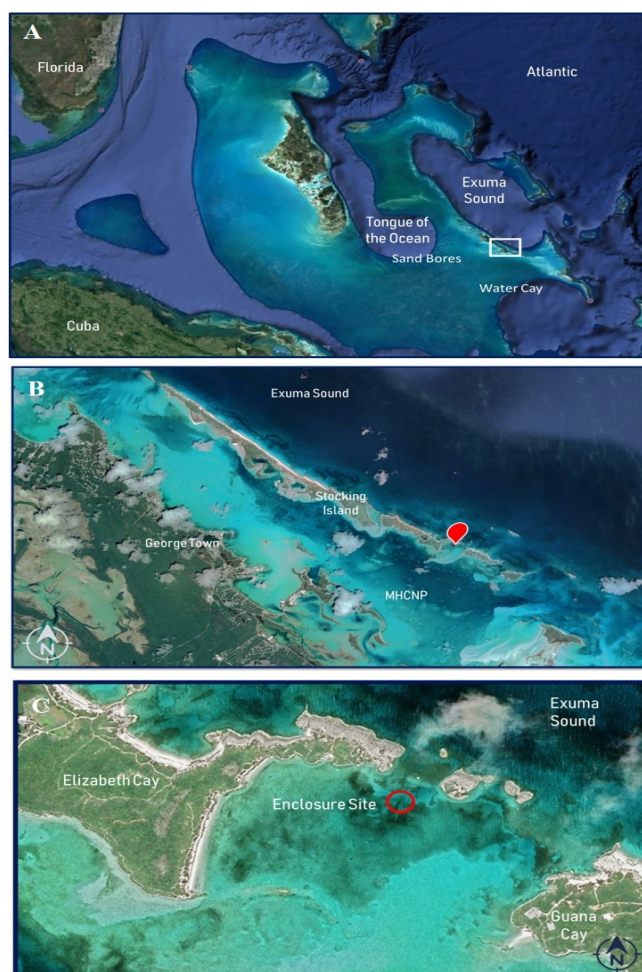 A
Florida
Atlantic
Exuma
Sound
Tongue of
the Ocean
Sand Bores
Water Cay
Cuba
B
Exuma Sound
Stocking
Island
George Town
MHCNP
N
C
Exuma
Sound
Elizabeth Cay
Enclosure Site
Guana
Cay
N